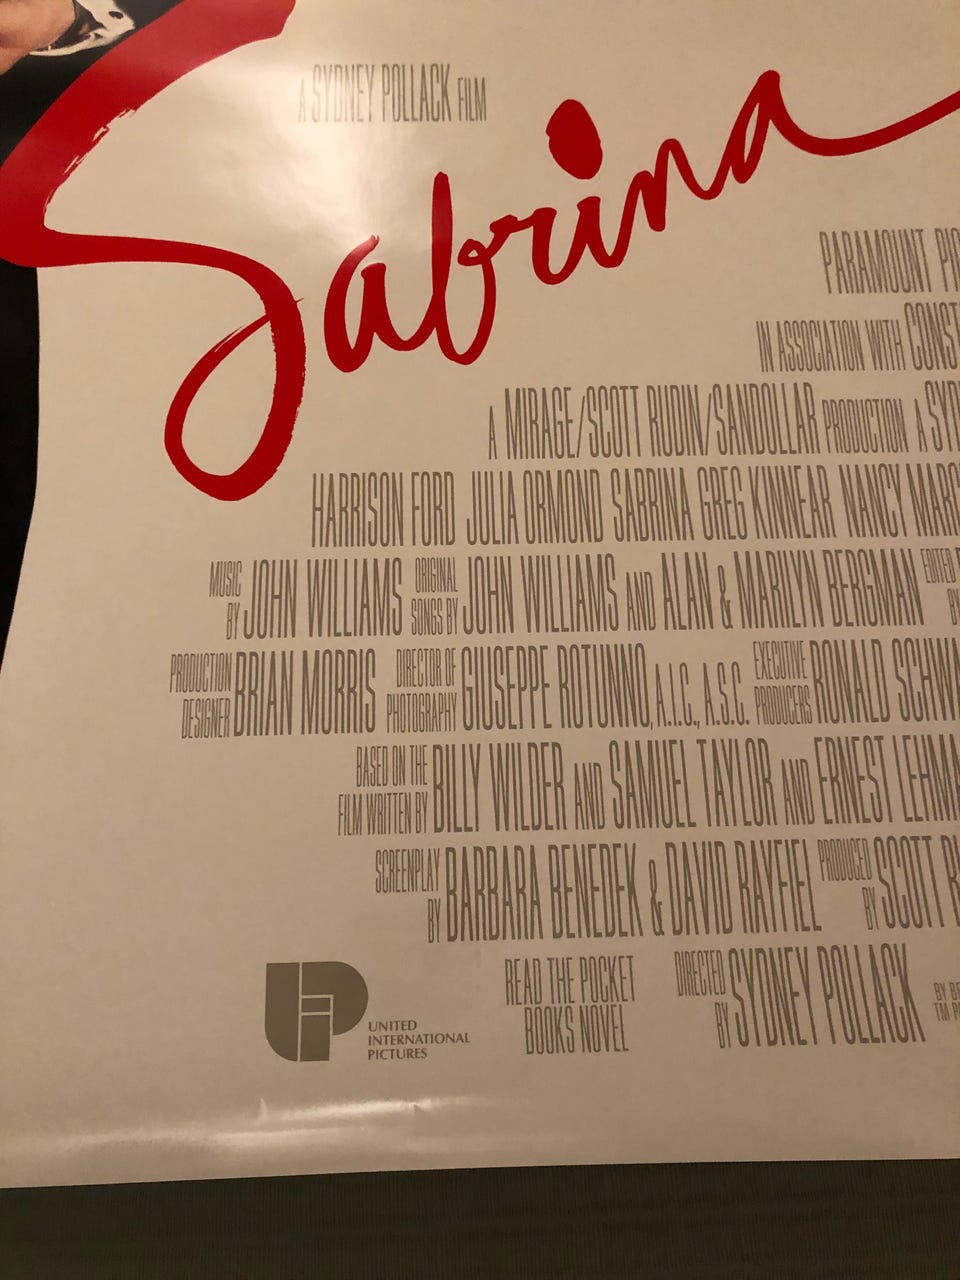 A SYDNEY POLLACK FILM
Sabrina
PARAMOUNT
IN ASSOCIATION WITH
A MIRAGE/SCOTT RUDIN/SANDOLLAR PRODUCTION A
HARRISON FORD JULIA ORMOND SABRINA GREG KINNEAR NANCY
MUSIC BY JOHN WILLIAMS ORIGINAL SONGS BY JOHN WILLIAMS AND ALAN & MARILYN BERGMAN EDITED BY
PRODUCTION DESIGNER BRIAN MORRIS DIRECTOR OF PHOTOGRAPHY GIUSEPPE ROTUNNO, A.I.C., A.S.C. EXECUTIVE PRODUCERS RONALD
BASED ON THE FILM WRITTEN BY BILLY WILDER AND SAMUEL TAYLOR AND ERNEST
SCREENPLAY BY BARBARA BENEDEK & DAVID RAYFIEL PRODUCED BY SCOTT
READ THE POCKET BOOKS NOVEL DIRECTED BY SYDNEY POLLACK
UNITED
INTERNATIONAL
PICTURES